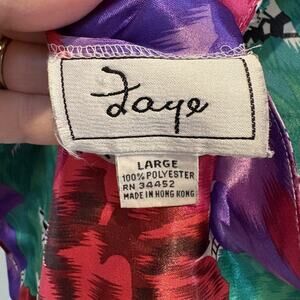 Faye
LARGE
100% POLYESTER
RN 34452
MADE IN HONG KONG